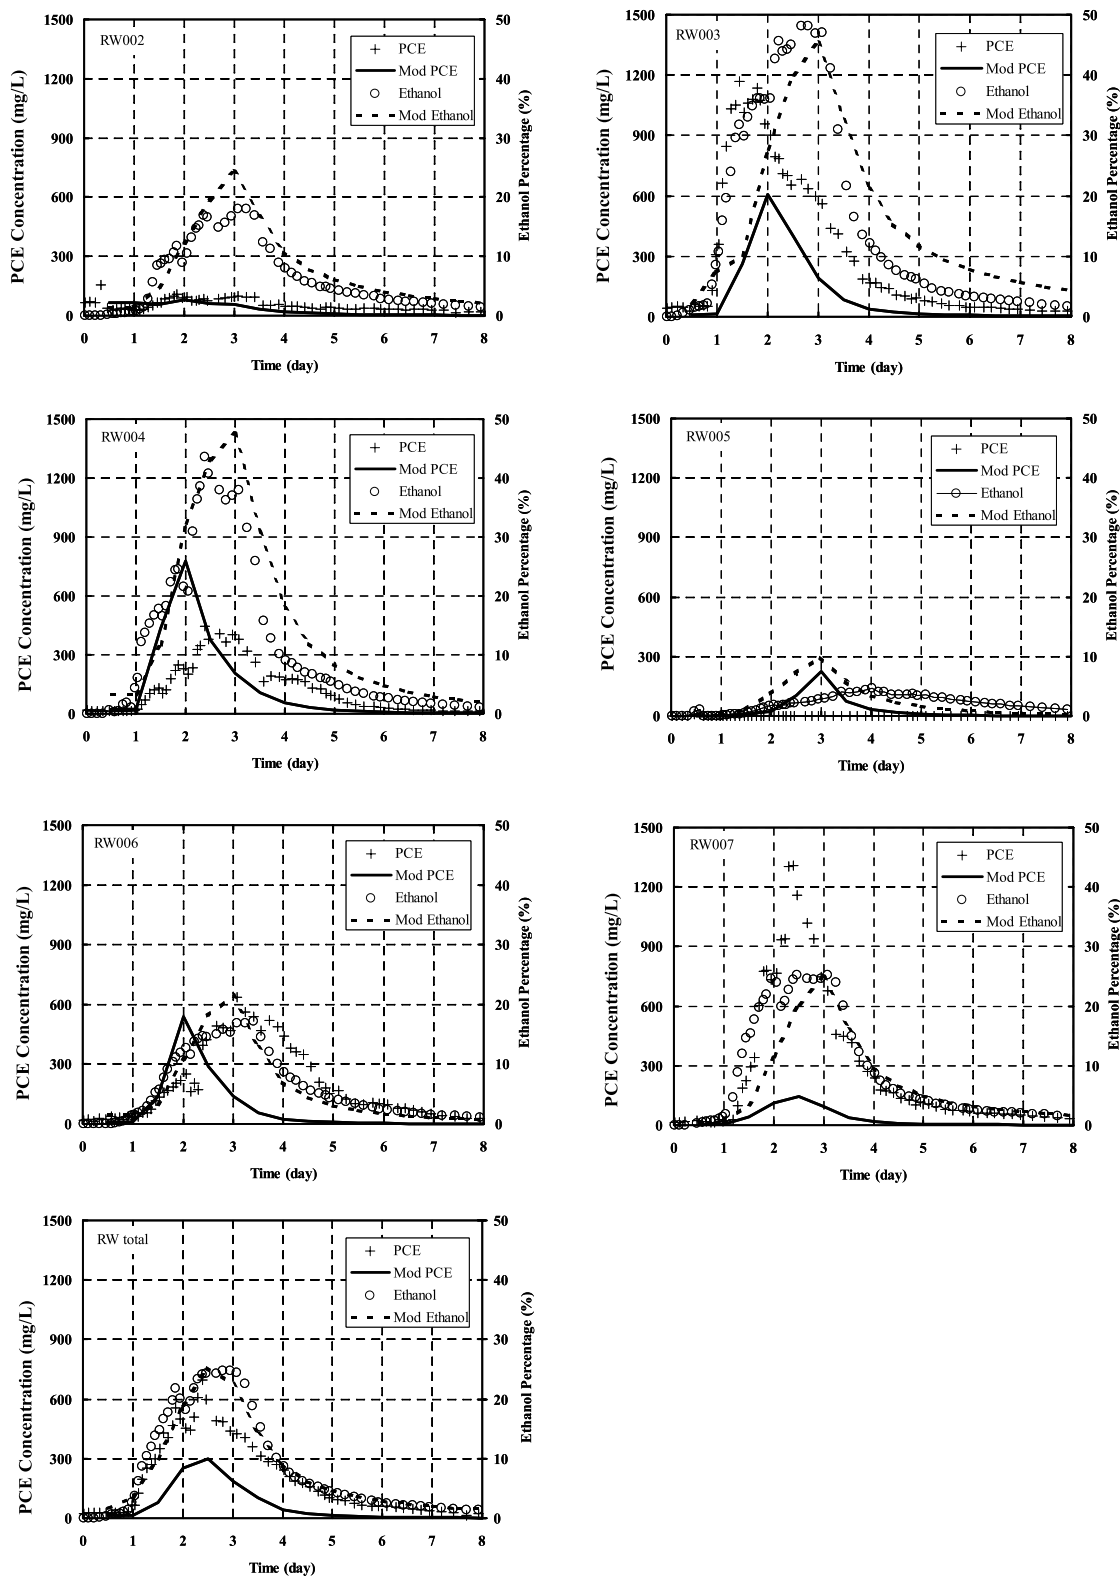 RW002
PCE
Mod PCE
Ethanol
Mod Ethanol
1500
1200
900
600
300
0
50
40
30
20
10
0
0 1 2 3 4 5 6 7 8
Time (day)
PCE Concentration (mg/L)
Ethanol Percentage (%)
RW003
PCE
Mod PCE
Ethanol
Mod Ethanol
1500
1200
900
600
300
0
50
40
30
20
10
0
0 1 2 3 4 5 6 7 8
Time (day)
PCE Concentration (mg/L)
Ethanol Percentage (%)
RW004
PCE
Mod PCE
Ethanol
Mod Ethanol
1500
1200
900
600
300
0
50
40
30
20
10
0
0 1 2 3 4 5 6 7 8
Time (day)
PCE Concentration (mg/L)
Ethanol Percentage (%)
RW005
PCE
Mod PCE
Ethanol
Mod Ethanol
1500
1200
900
600
300
0
50
40
30
20
10
0
0 1 2 3 4 5 6 7 8
Time (day)
PCE Concentration (mg/L)
Ethanol Percentage (%)
RW006
PCE
Mod PCE
Ethanol
Mod Ethanol
1500
1200
900
600
300
0
50
40
30
20
10
0
0 1 2 3 4 5 6 7 8
Time (day)
PCE Concentration (mg/L)
Ethanol Percentage (%)
RW007
PCE
Mod PCE
Ethanol
Mod Ethanol
1500
1200
900
600
300
0
50
40
30
20
10
0
0 1 2 3 4 5 6 7 8
Time (day)
PCE Concentration (mg/L)
Ethanol Percentage (%)
RW total
PCE
Mod PCE
Ethanol
Mod Ethanol
1500
1200
900
600
300
0
50
40
30
20
10
0
0 1 2 3 4 5 6 7 8
Time (day)
PCE Concentration (mg/L)
Ethanol Percentage (%)